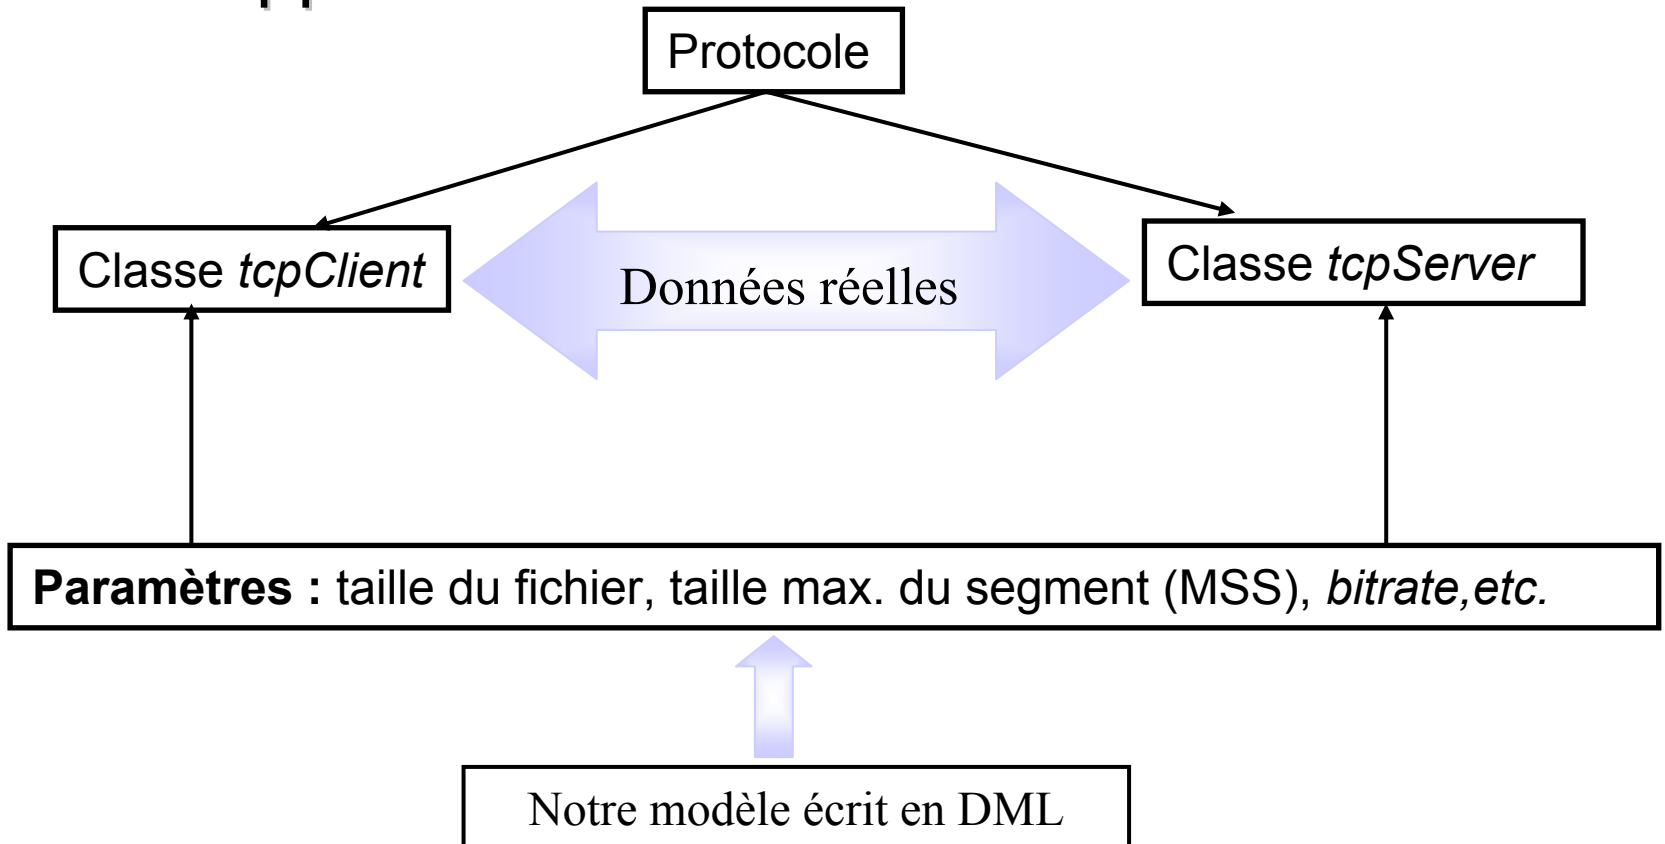 Protocole
Classe tcpClient
Données réelles
Classe tcpServer
Paramètres : taille du fichier, taille max. du segment (MSS), bitrate,etc.
Notre modèle écrit en DML